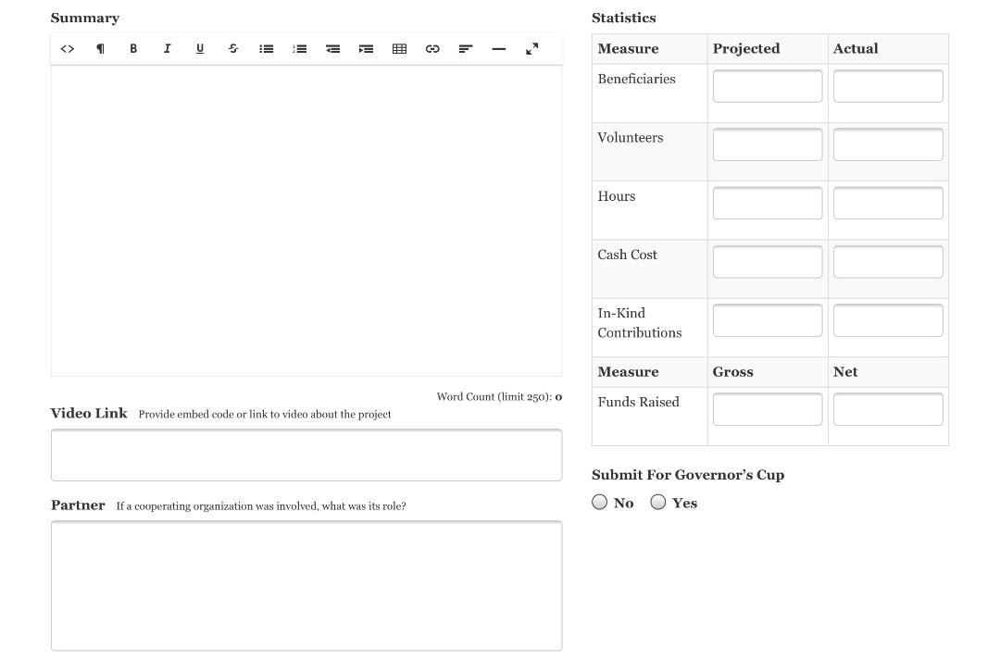 Summary
Word Count (limit 250): 0
Video Link Provide embed code or link to video about the project
Partner If a cooperating organization was involved, what was its role?
Statistics
Measure Projected Actual
Beneficiaries
Volunteers
Hours
Cash Cost
In-Kind
Contributions
Measure Gross Net
Funds Raised
Submit For Governor’s Cup
No Yes